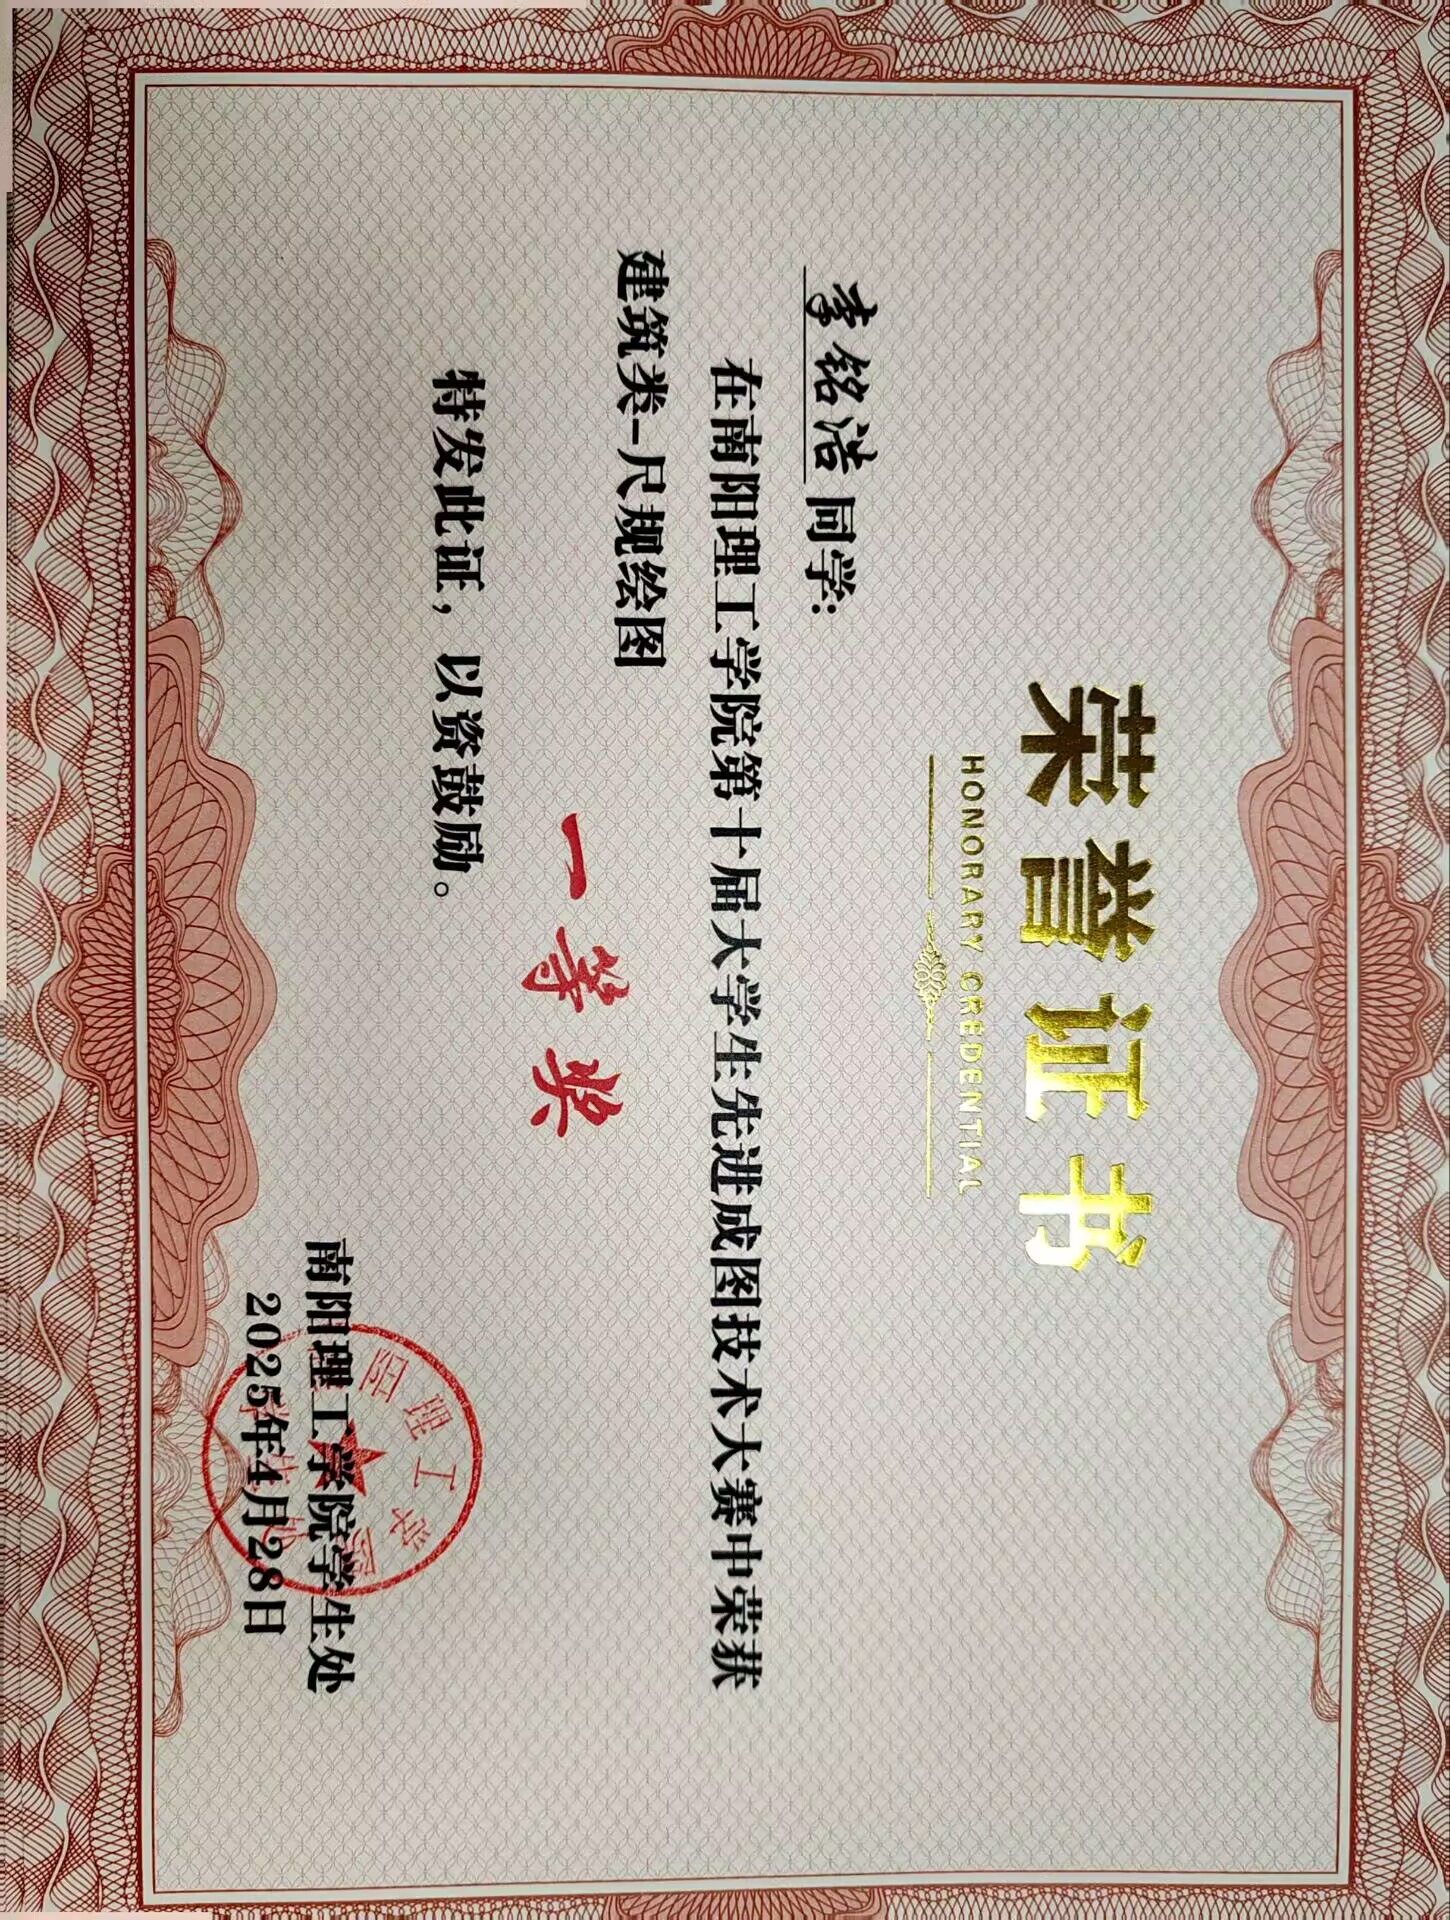 荣誉证书
HONORARY CREDENTIAL
李铭浩 同学:
在南阳理工学院第十届大学生先进成图技术大赛中荣获
建筑类-尺规绘图
一等奖
特发此证，以资鼓励。
南阳理工学院学生处
2025年4月28日